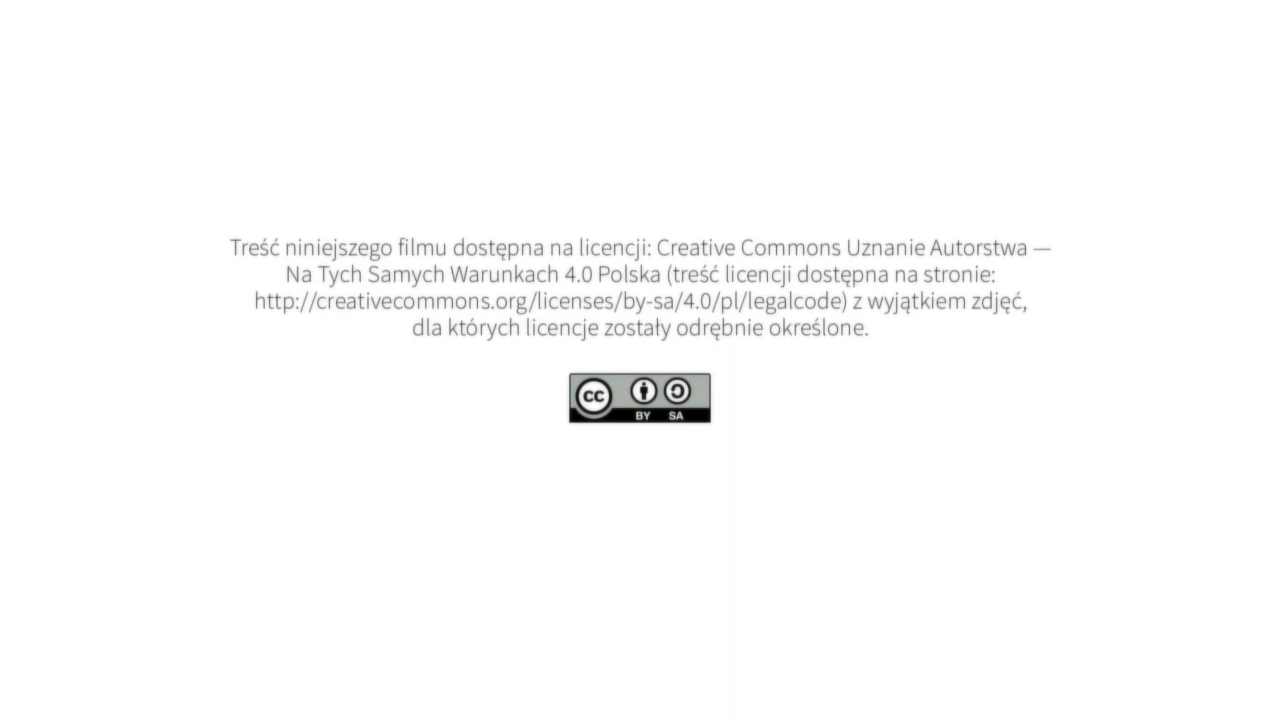 Treść niniejszego filmu dostępna na licencji: Creative Commons Uznanie Autorstwa —
Na Tych Samych Warunkach 4.0 Polska (treść licencji dostępna na stronie:
http://creativecommons.org/licenses/by-sa/4.0/pl/legalcode) z wyjątkiem zdjęć,
dla których licencje zostały odrębnie określone.
cc
BY SA